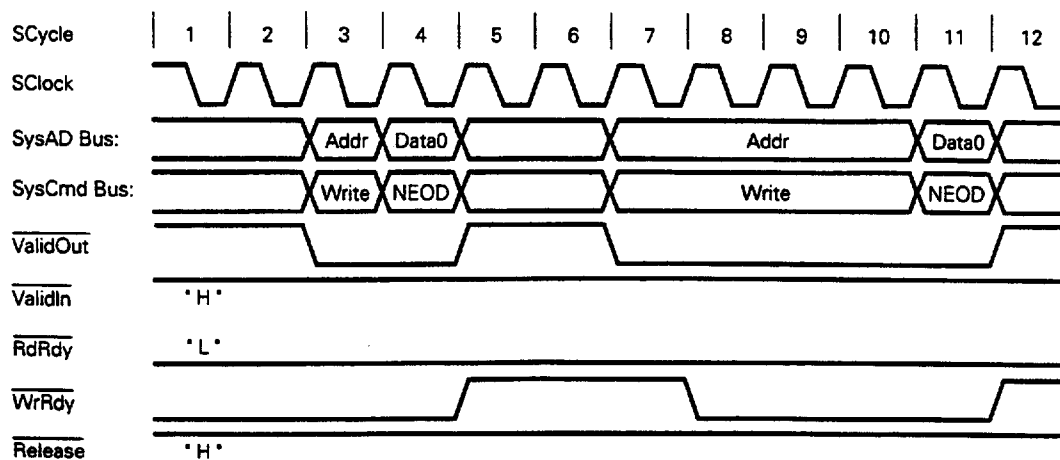 SCycle 1 2 3 4 5 6 7 8 9 10 11 12
SClock
SysAD Bus: Addr Data0 Addr Data0
SysCmd Bus: Write NEOD Write NEOD
ValidOut
ValidIn "H"
RdRdy "L"
WrRdy
Release "H"